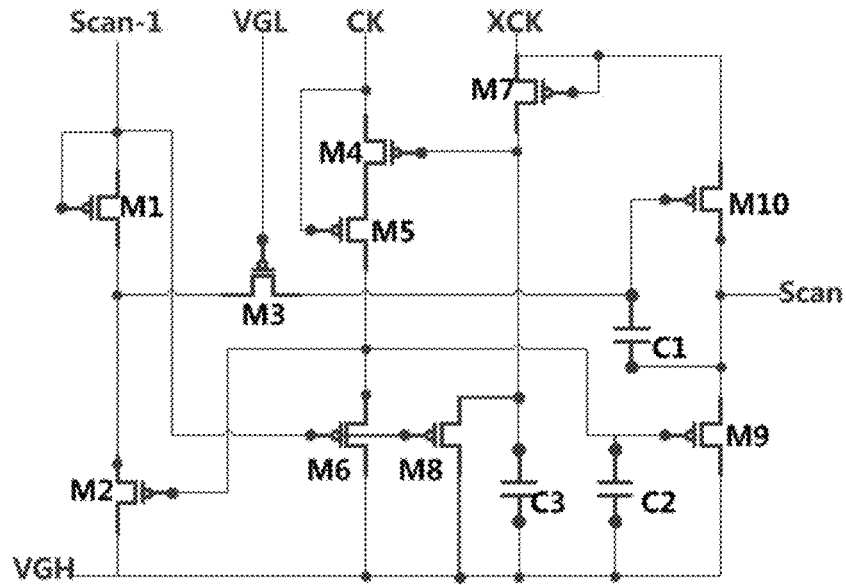 Scan-1 VGL CK XCK
M7
M4
M1 M10
M5
M3 Scan
C1
M9
M6 M8
M2 C3 C2
VGH